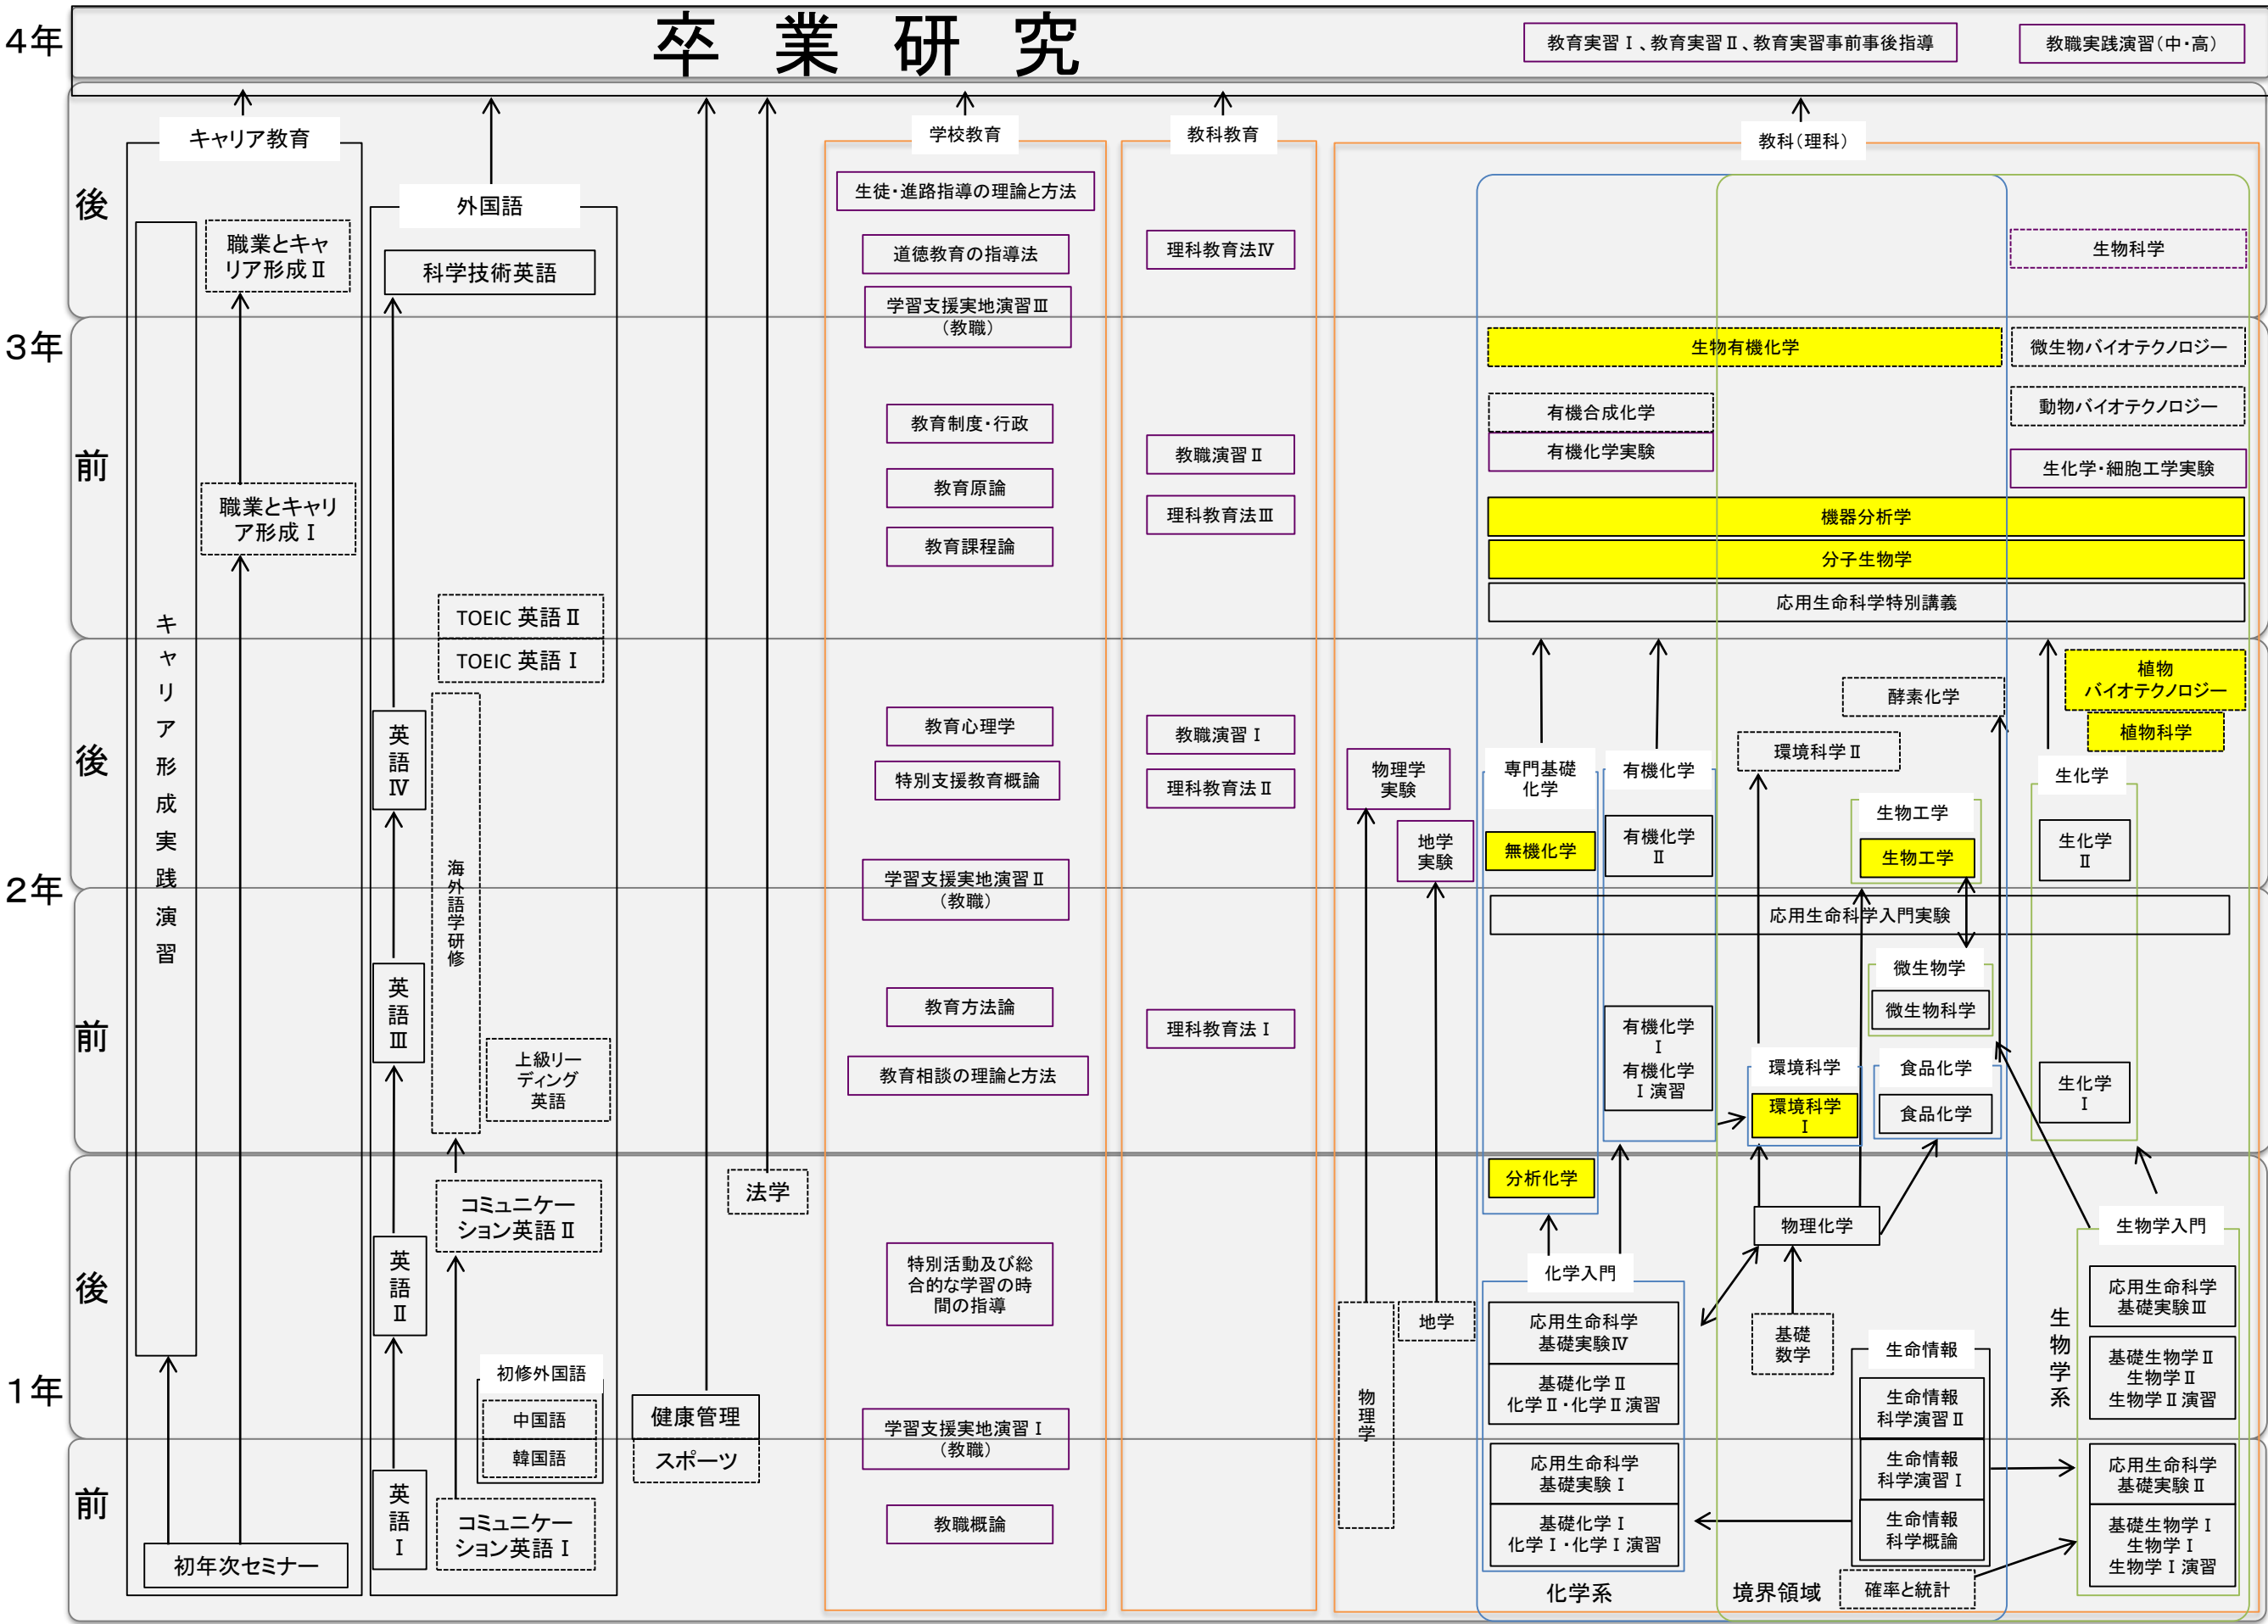 4年
卒業研究
教育実習Ⅰ、教育実習Ⅱ、教育実習事前事後指導
教職実践演習（中・高）
3年
後
前
キャリア教育
職業とキャ
リア形成Ⅱ
職業とキャリ
ア形成Ⅰ
キャリア形成実践演習
初年次セミナー
外国語
科学技術英語
TOEIC 英語Ⅱ
TOEIC 英語Ⅰ
英語Ⅳ
海外語学研修
英語Ⅲ
上級リー
ディング
英語
コミュニケー
ション英語Ⅱ
英語Ⅱ
初修外国語
中国語
韓国語
英語Ⅰ
コミュニケー
ション英語Ⅰ
法学
健康管理
スポーツ
学校教育
生徒・進路指導の理論と方法
道徳教育の指導法
学習支援実地演習Ⅲ
（教職）
教育制度・行政
教育原論
教育課程論
教育心理学
特別支援教育概論
学習支援実地演習Ⅱ
（教職）
教育方法論
教育相談の理論と方法
特別活動及び総
合的な学習の時
間の指導
学習支援実地演習Ⅰ
（教職）
教職概論
教科教育
理科教育法Ⅳ
教職演習Ⅱ
理科教育法Ⅲ
教職演習Ⅰ
理科教育法Ⅱ
理科教育法Ⅰ
教科（理科）
生物科学
生物有機化学
微生物バイオテクノロジー
有機合成化学
動物バイオテクノロジー
有機化学実験
生化学・細胞工学実験
機器分析学
分子生物学
応用生命科学特別講義
2年
後
前
植物
バイオテクノロジー
植物科学
酵素化学
環境科学Ⅱ
物理学
実験
地学
実験
専門基礎
化学
無機化学
有機化学
有機化学
Ⅱ
生物工学
生物工学
生化学
生化学
Ⅱ
応用生命科学入門実験
微生物学
微生物科学
有機化学
Ⅰ
有機化学
Ⅰ演習
環境科学
環境科学
Ⅰ
食品化学
食品化学
生化学
Ⅰ
1年
後
前
分析化学
物理化学
生物学入門
化学入門
応用生命科学
基礎実験Ⅳ
基礎化学Ⅱ
化学Ⅱ・化学Ⅱ演習
応用生命科学
基礎実験Ⅰ
基礎化学Ⅰ
化学Ⅰ・化学Ⅰ演習
化学系
物理学
地学
基礎
数学
生命情報
生命情報
科学演習Ⅱ
生命情報
科学演習Ⅰ
生命情報
科学概論
境界領域
確率と統計
生物学系
応用生命科学
基礎実験Ⅲ
基礎生物学Ⅱ
生物学Ⅱ
生物学Ⅱ演習
応用生命科学
基礎実験Ⅱ
基礎生物学Ⅰ
生物学Ⅰ
生物学Ⅰ演習